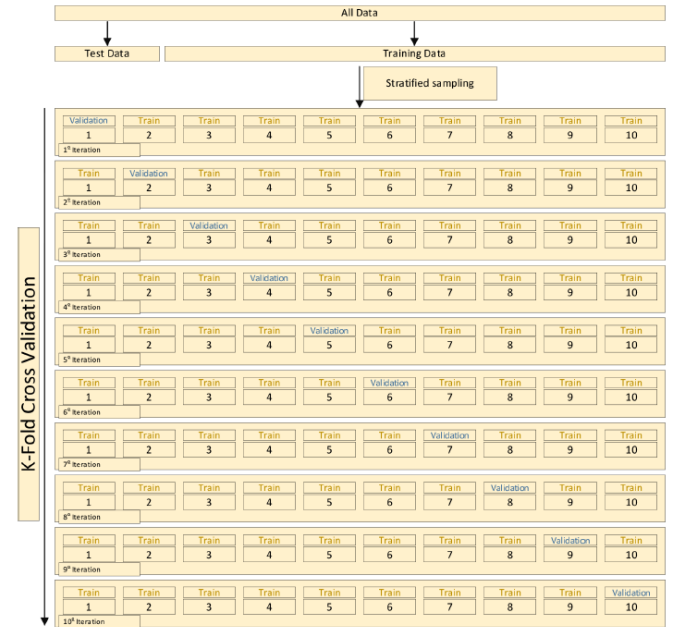 All Data
Test Data Training Data
Stratified sampling
K-Fold Cross Validation
Validation Train Train Train Train Train Train Train Train Train
1 2 3 4 5 6 7 8 9 10
1st Iteration
Train Validation Train Train Train Train Train Train Train Train
1 2 3 4 5 6 7 8 9 10
2st Iteration
Train Train Validation Train Train Train Train Train Train Train
1 2 3 4 5 6 7 8 9 10
3st Iteration
Train Train Train Validation Train Train Train Train Train Train
1 2 3 4 5 6 7 8 9 10
4st Iteration
Train Train Train Train Validation Train Train Train Train Train
1 2 3 4 5 6 7 8 9 10
5st Iteration
Train Train Train Train Train Validation Train Train Train Train
1 2 3 4 5 6 7 8 9 10
6st Iteration
Train Train Train Train Train Train Validation Train Train Train
1 2 3 4 5 6 7 8 9 10
7st Iteration
Train Train Train Train Train Train Train Validation Train Train
1 2 3 4 5 6 7 8 9 10
8st Iteration
Train Train Train Train Train Train Train Train Validation Train
1 2 3 4 5 6 7 8 9 10
9st Iteration
Train Train Train Train Train Train Train Train Train Validation
1 2 3 4 5 6 7 8 9 10
10st Iteration